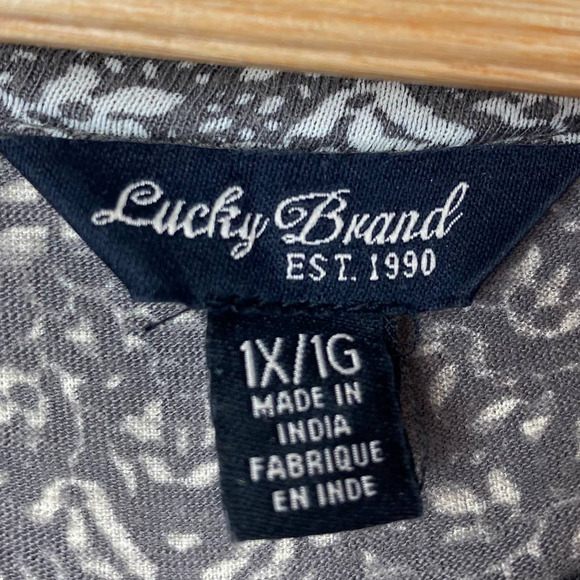 Lucky Brand
EST. 1990
1X/1G
MADE IN
INDIA
FABRIQUE
EN INDE